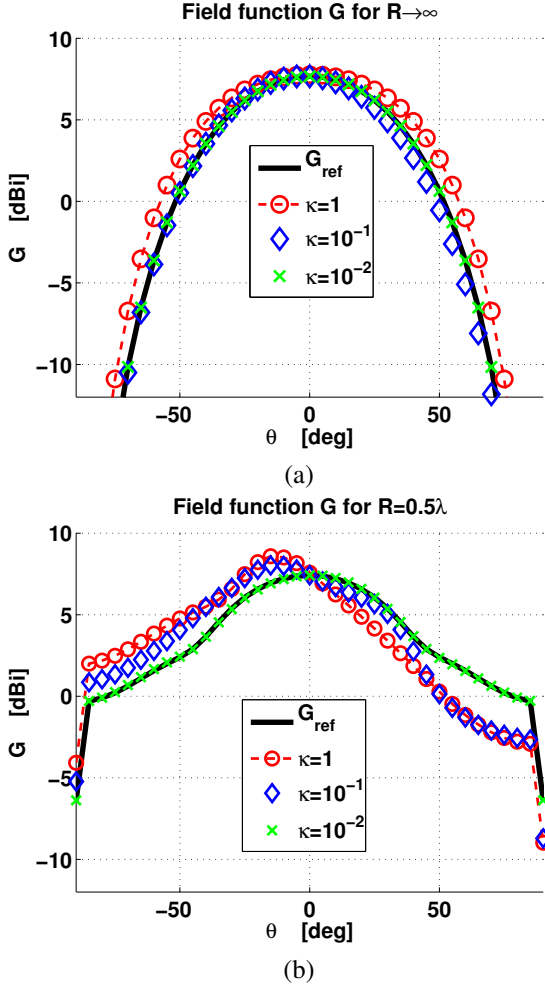 Field function G for R→∞
10
5
0
−5
−10
G [dBi]
G_ref
κ=1
κ=10^-1
κ=10^-2
−50
0
50
θ [deg]
(a)
Field function G for R=0.5λ
10
5
0
−5
−10
G [dBi]
G_ref
κ=1
κ=10^-1
κ=10^-2
−50
0
50
θ [deg]
(b)